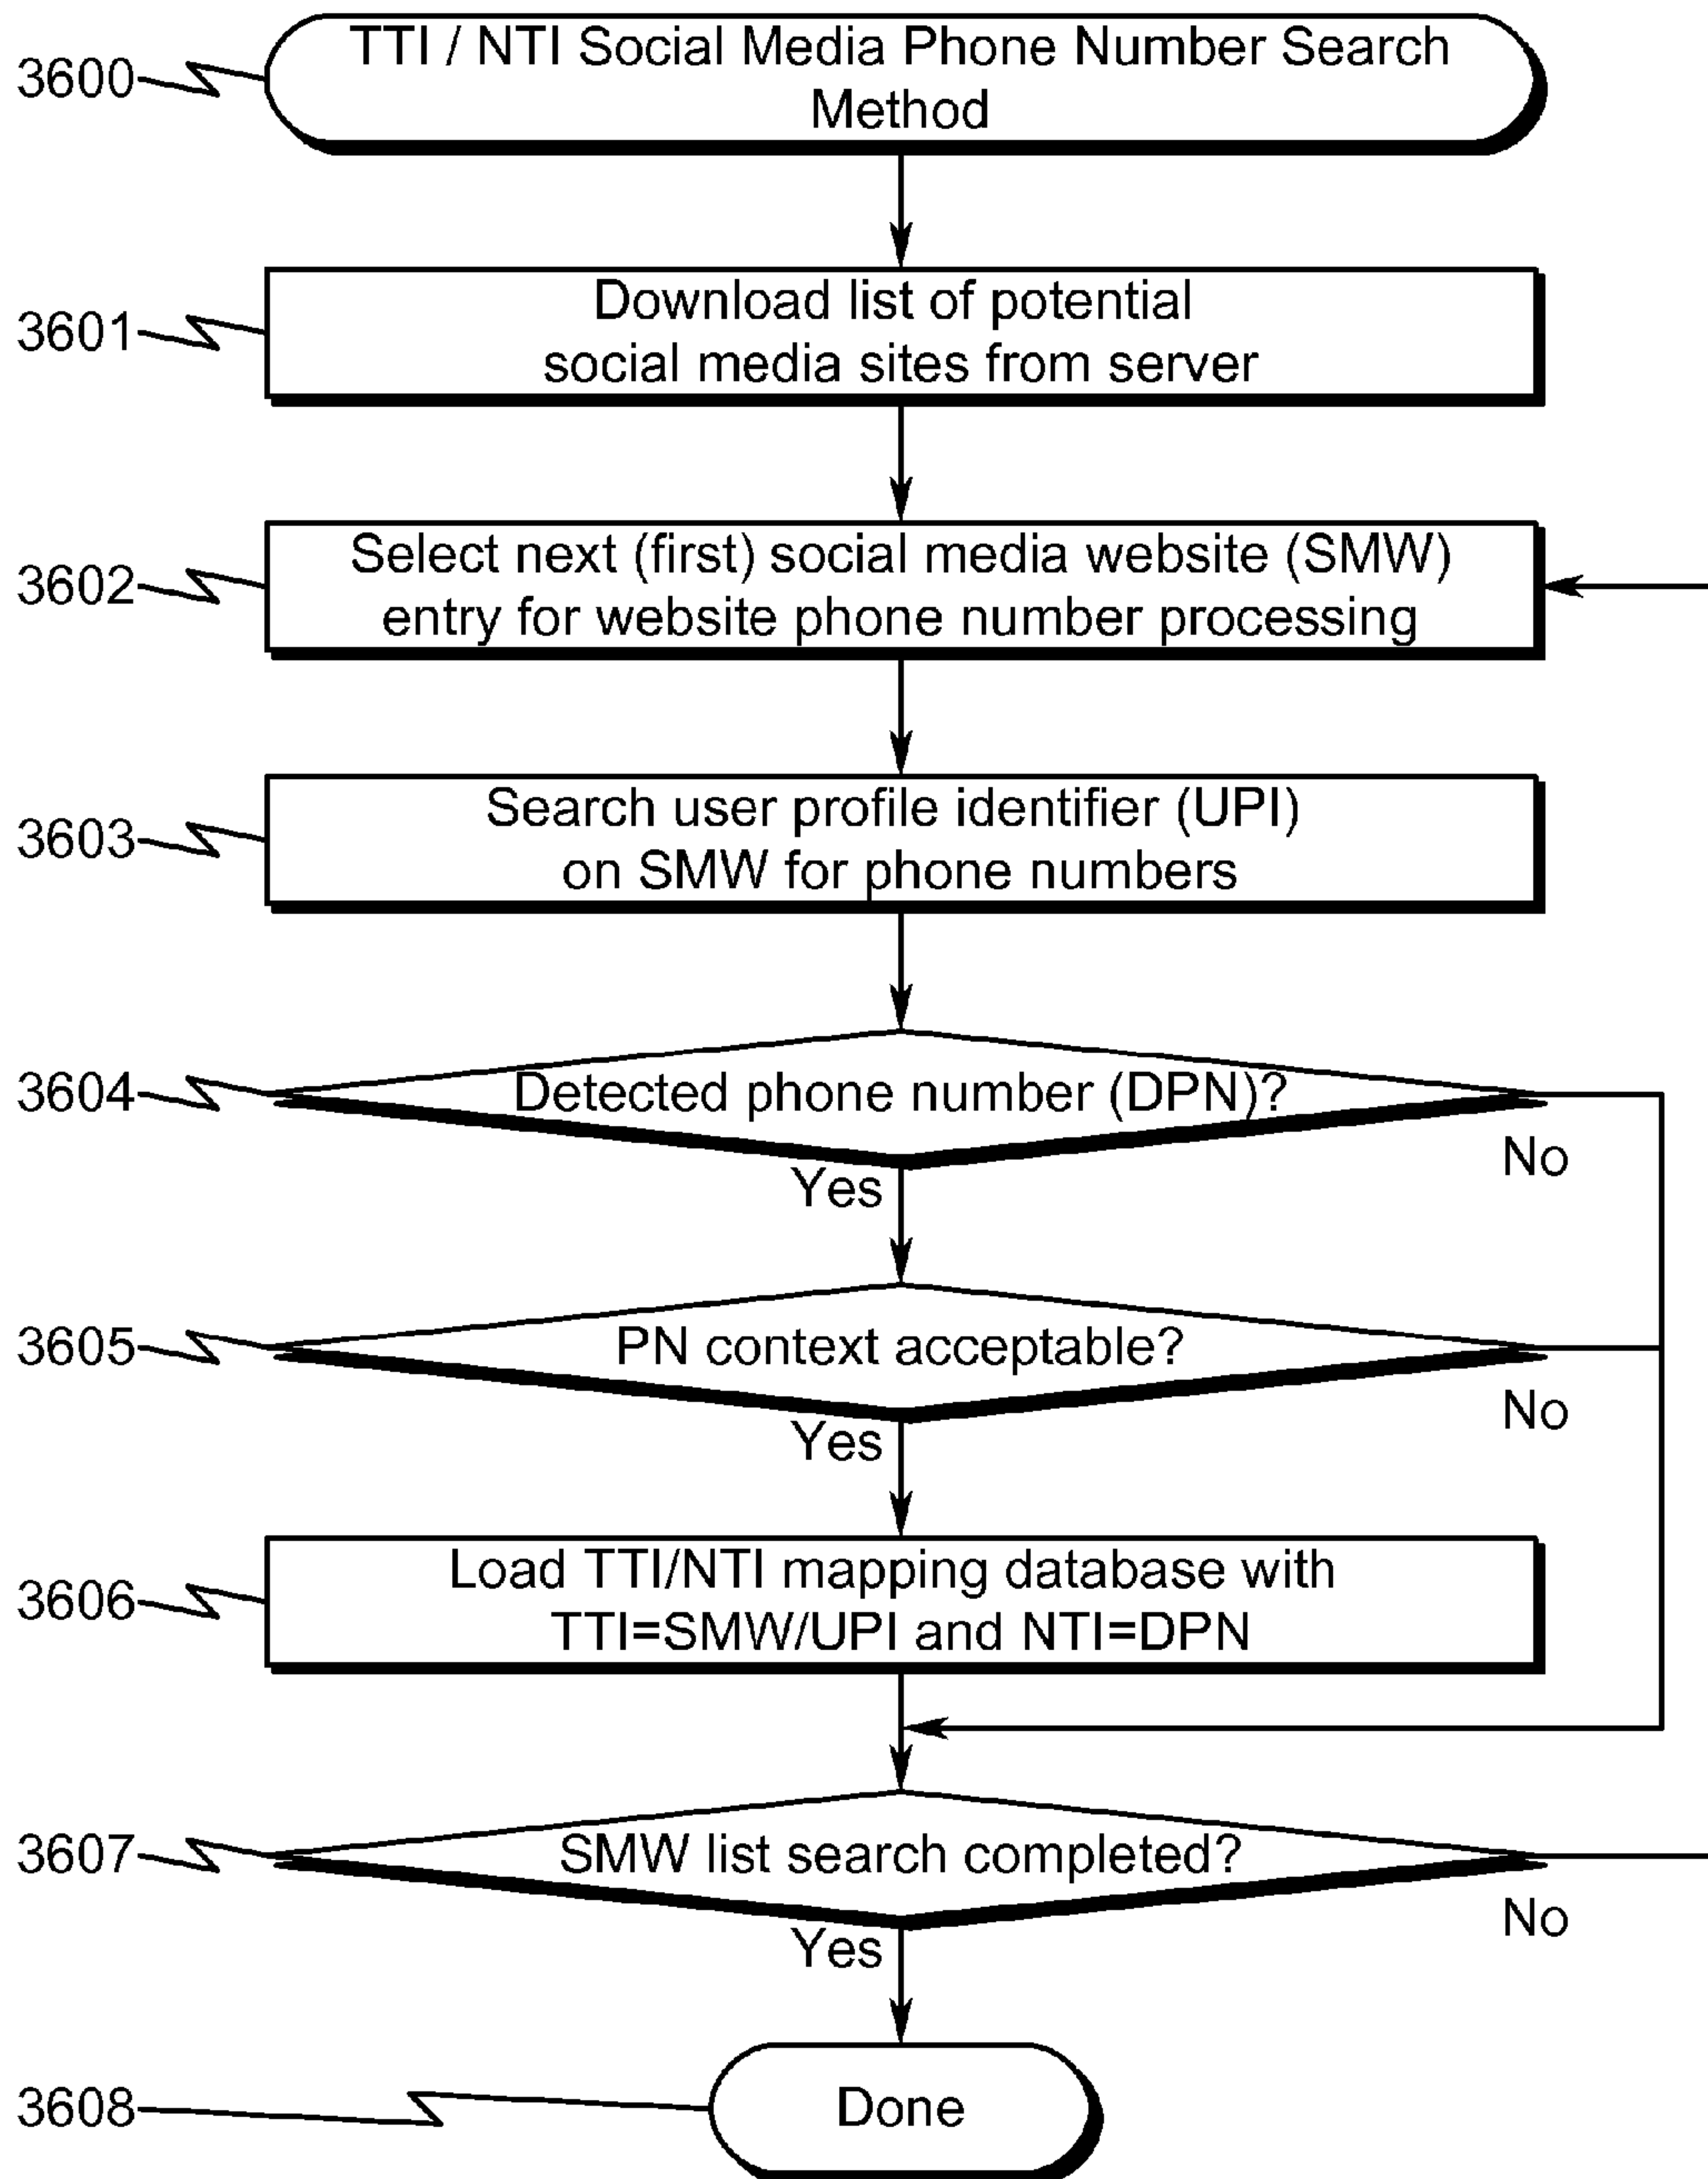 3600
TTI / NTI Social Media Phone Number Search
Method
3601
Download list of potential
social media sites from server
3602
Select next (first) social media website (SMW)
entry for website phone number processing
3603
Search user profile identifier (UPI)
on SMW for phone numbers
3604
Detected phone number (DPN)?
No
Yes
3605
PN context acceptable?
No
Yes
3606
Load TTI/NTI mapping database with
TTI=SMW/UPI and NTI=DPN
3607
SMW list search completed?
No
Yes
3608
Done